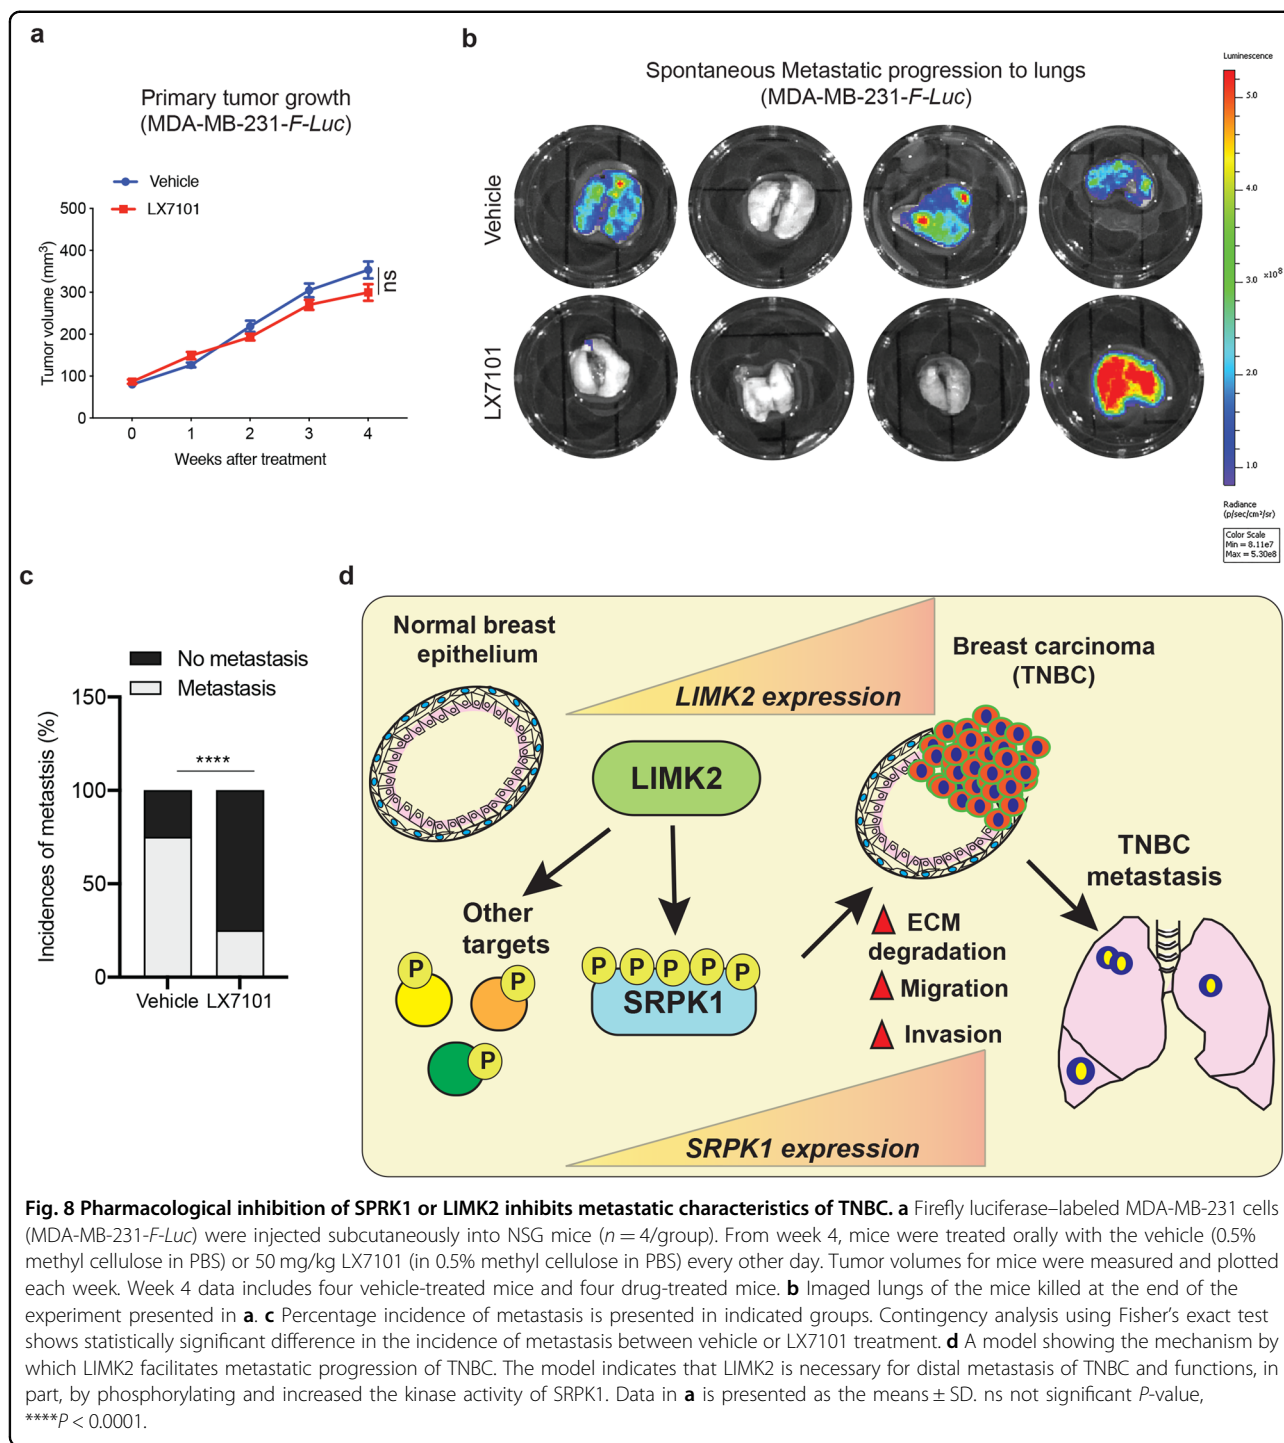 a
Primary tumor growth
(MDA-MB-231-F-Luc)
Vehicle
LX7101
500
400
300
200
100
0
Tumor volume (mm³)
ns
0 1 2 3 4
Weeks after treatment
b
Spontaneous Metastatic progression to lungs
(MDA-MB-231-F-Luc)
Vehicle
LX7101
Luminescence
5.0
4.0
3.0
x10⁸
2.0
1.0
Radiance
(p/sec/cm²/sr)
Color Scale
Min = 8.11e7
Max = 5.30e8
c
No metastasis
Metastasis
150
100
50
0
Incidences of metastasis (%)
****
Vehicle LX7101
d
Normal breast
epithelium
LIMK2 expression
Breast carcinoma
(TNBC)
LIMK2
TNBC
metastasis
Other
targets
P
P
P
P P P P P
SRPK1
ECM
degradation
Migration
Invasion
SRPK1 expression
Fig. 8 Pharmacological inhibition of SPRK1 or LIMK2 inhibits metastatic characteristics of TNBC. a Firefly luciferase–labeled MDA-MB-231 cells
(MDA-MB-231-F-Luc) were injected subcutaneously into NSG mice (n = 4/group). From week 4, mice were treated orally with the vehicle (0.5%
methyl cellulose in PBS) or 50 mg/kg LX7101 (in 0.5% methyl cellulose in PBS) every other day. Tumor volumes for mice were measured and plotted
each week. Week 4 data includes four vehicle-treated mice and four drug-treated mice. b Imaged lungs of the mice killed at the end of the
experiment presented in a. c Percentage incidence of metastasis is presented in indicated groups. Contingency analysis using Fisher's exact test
shows statistically significant difference in the incidence of metastasis between vehicle or LX7101 treatment. d A model showing the mechanism by
which LIMK2 facilitates metastatic progression of TNBC. The model indicates that LIMK2 is necessary for distal metastasis of TNBC and functions, in
part, by phosphorylating and increased the kinase activity of SRPK1. Data in a is presented as the means ± SD. ns not significant P-value,
****P < 0.0001.